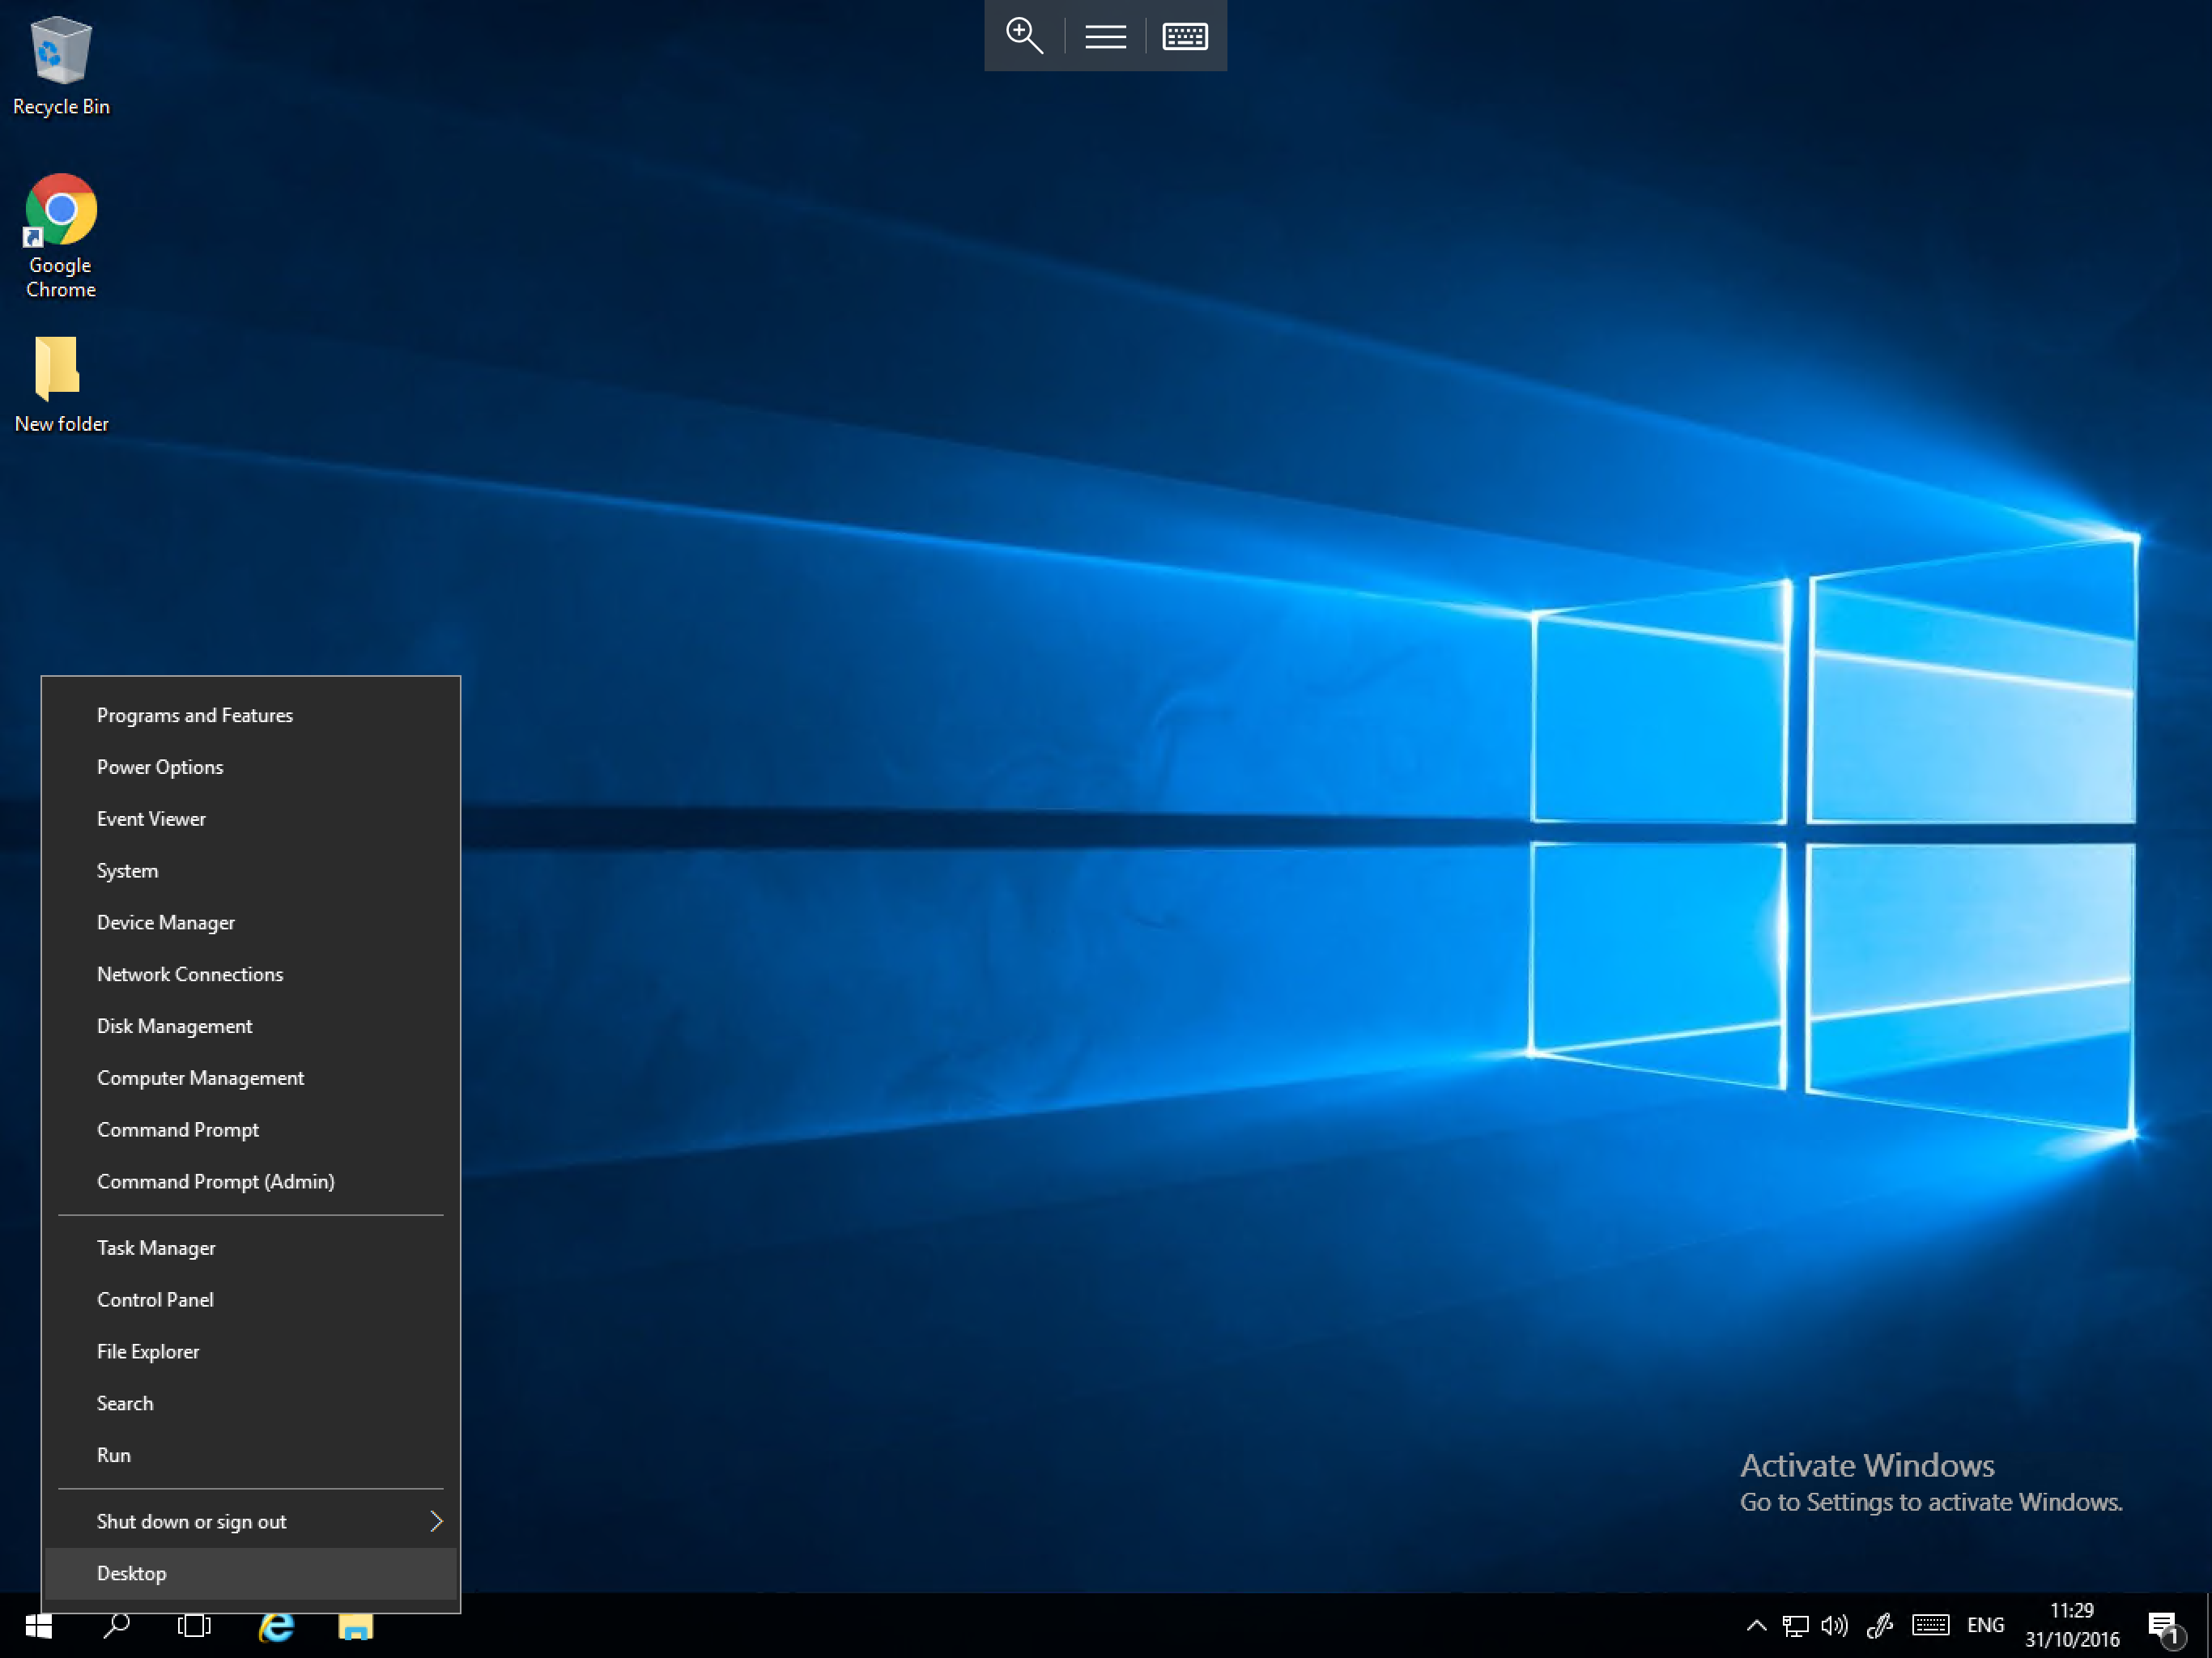 Recycle Bin
Google
Chrome
New folder
Programs and Features
Power Options
Event Viewer
System
Device Manager
Network Connections
Disk Management
Computer Management
Command Prompt
Command Prompt (Admin)
Task Manager
Control Panel
File Explorer
Search
Run
Shut down or sign out
Desktop
Activate Windows
Go to Settings to activate Windows.
ENG
11:29
31/10/2016
1